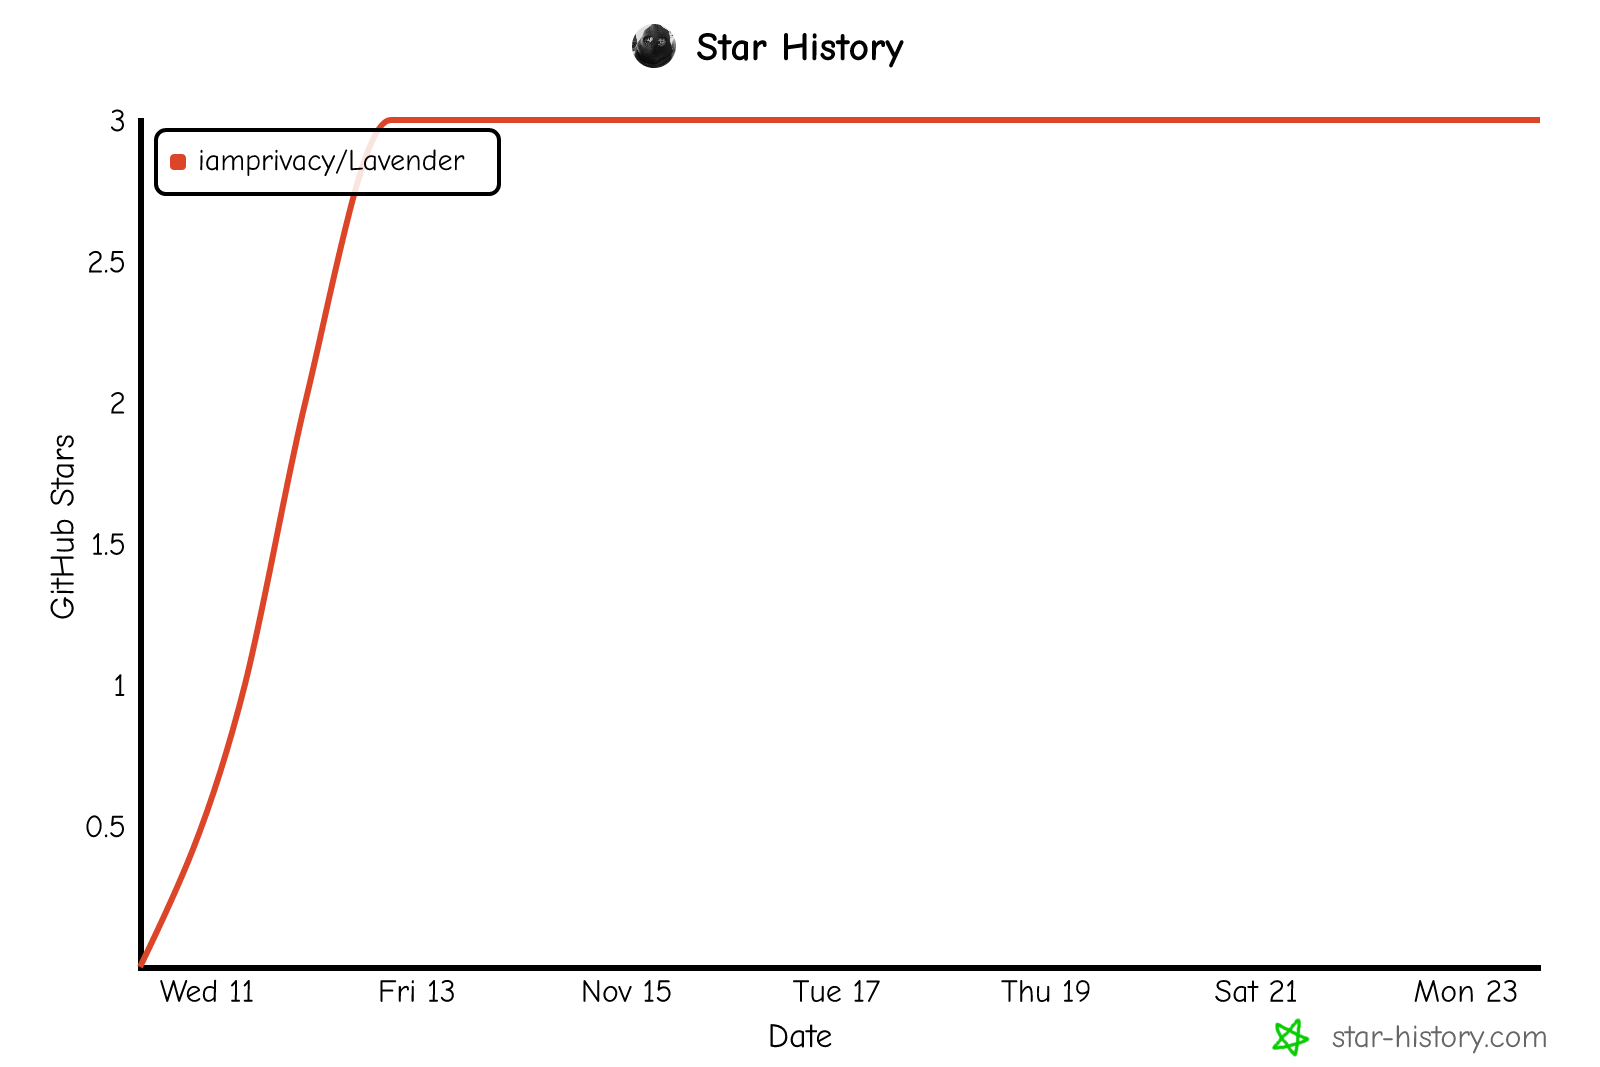 Star History
iamprivacy/Lavender
3
2.5
2
1.5
1
0.5
GitHub Stars
Wed 11 Fri 13 Nov 15 Tue 17 Thu 19 Sat 21 Mon 23
Date
star-history.com